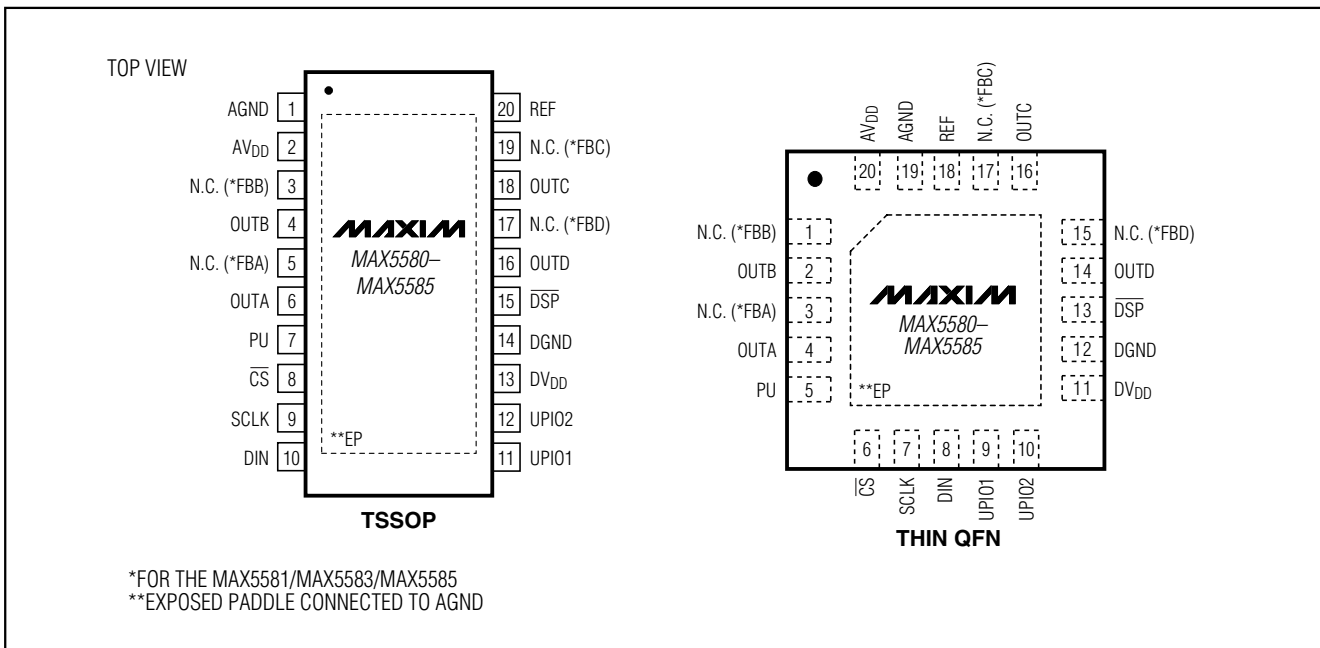 TOP VIEW
AGND 1
AVDD 2
N.C. (*FBB) 3
OUTB 4
N.C. (*FBA) 5
OUTA 6
PU 7
CS 8
SCLK 9
DIN 10
20 REF
19 N.C. (*FBC)
18 OUTC
17 N.C. (*FBD)
16 OUTD
15 DSP
14 DGND
13 DVDD
12 UPIO2
11 UPIO1
MAXIM
MAX5580–
MAX5585
**EP
TSSOP
AVDD
AGND
REF
N.C. (*FBC)
OUTC
20 19 18 17 16
N.C. (*FBB) 1
OUTB 2
N.C. (*FBA) 3
OUTA 4
PU 5
15 N.C. (*FBD)
14 OUTD
13 DSP
12 DGND
11 DVDD
MAXIM
MAX5580–
MAX5585
**EP
6 7 8 9 10
CS
SCLK
DIN
UPIO1
UPIO2
THIN QFN
*FOR THE MAX5581/MAX5583/MAX5585
**EXPOSED PADDLE CONNECTED TO AGND